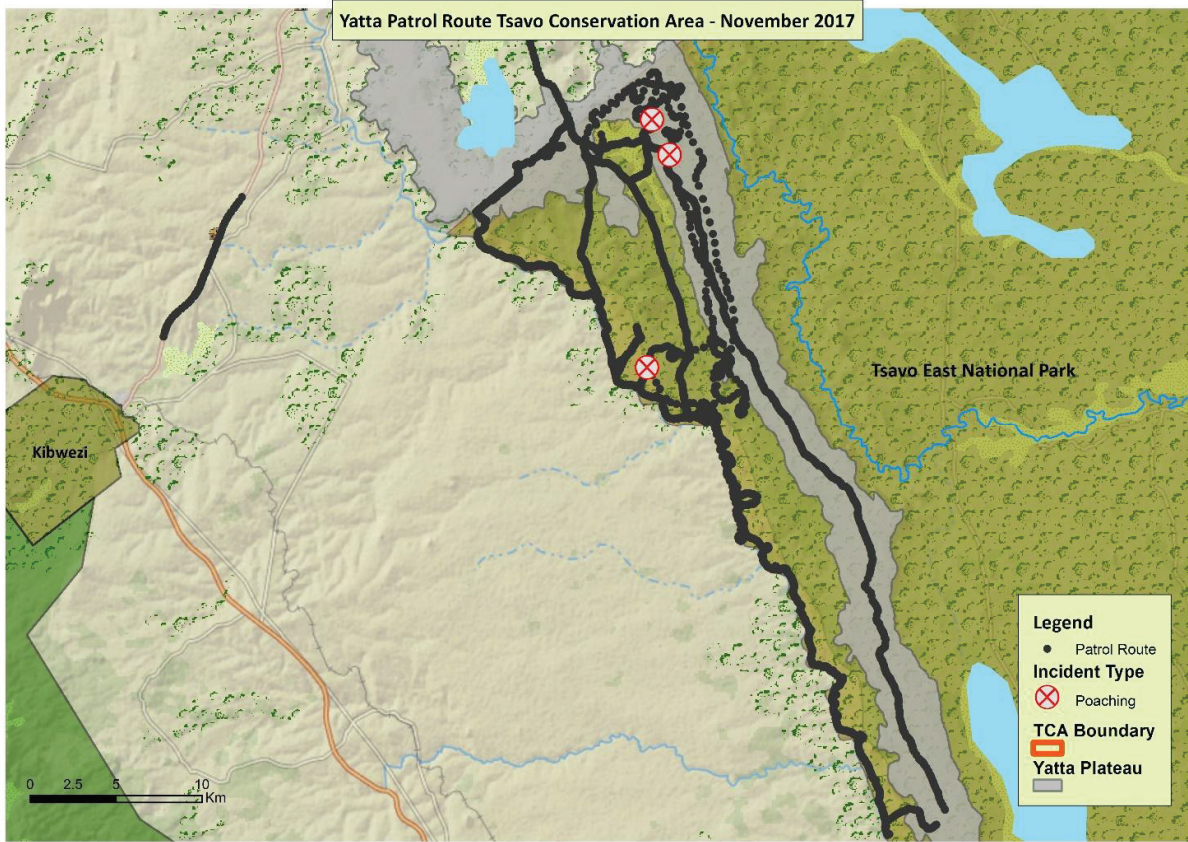 Yatta Patrol Route Tsavo Conservation Area - November 2017
Tsavo East National Park
Kibwezi
Legend
Patrol Route
Incident Type
Poaching
TCA Boundary
Yatta Plateau
0 2.5 5 10
Km